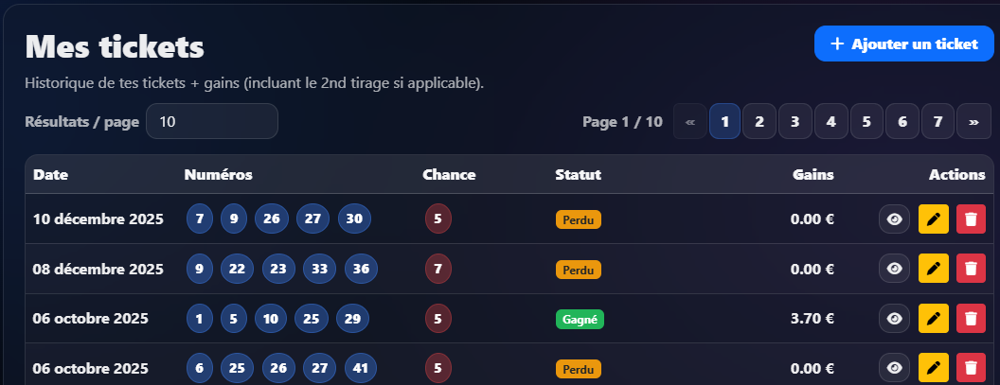 Mes tickets
+ Ajouter un ticket
Historique de tes tickets + gains (incluant le 2nd tirage si applicable).
Résultats / page 10 Page 1 / 10 « 1 2 3 4 5 6 7 »
Date Numéros Chance Statut Gains Actions
10 décembre 2025 7 9 26 27 30 5 Perdu 0.00 €
08 décembre 2025 9 22 23 33 36 7 Perdu 0.00 €
06 octobre 2025 1 5 10 25 29 5 Gagné 3.70 €
06 octobre 2025 6 25 26 27 41 5 Perdu 0.00 €